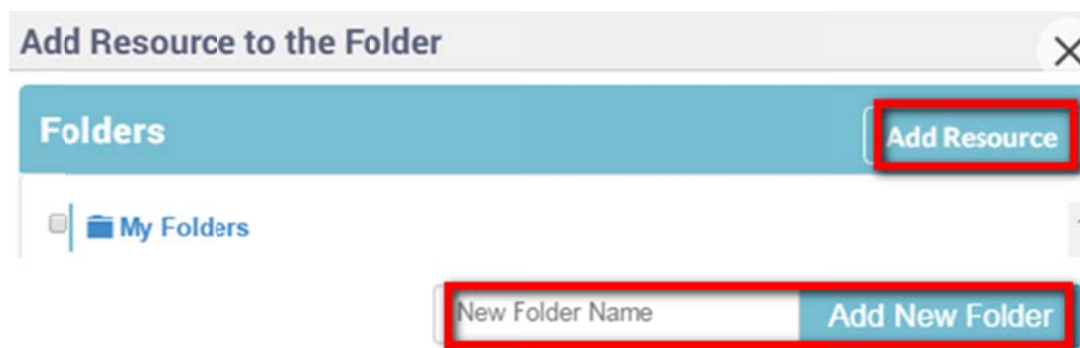 Add Resource to the Folder
Folders
Add Resource
My Folders
New Folder Name
Add New Folder